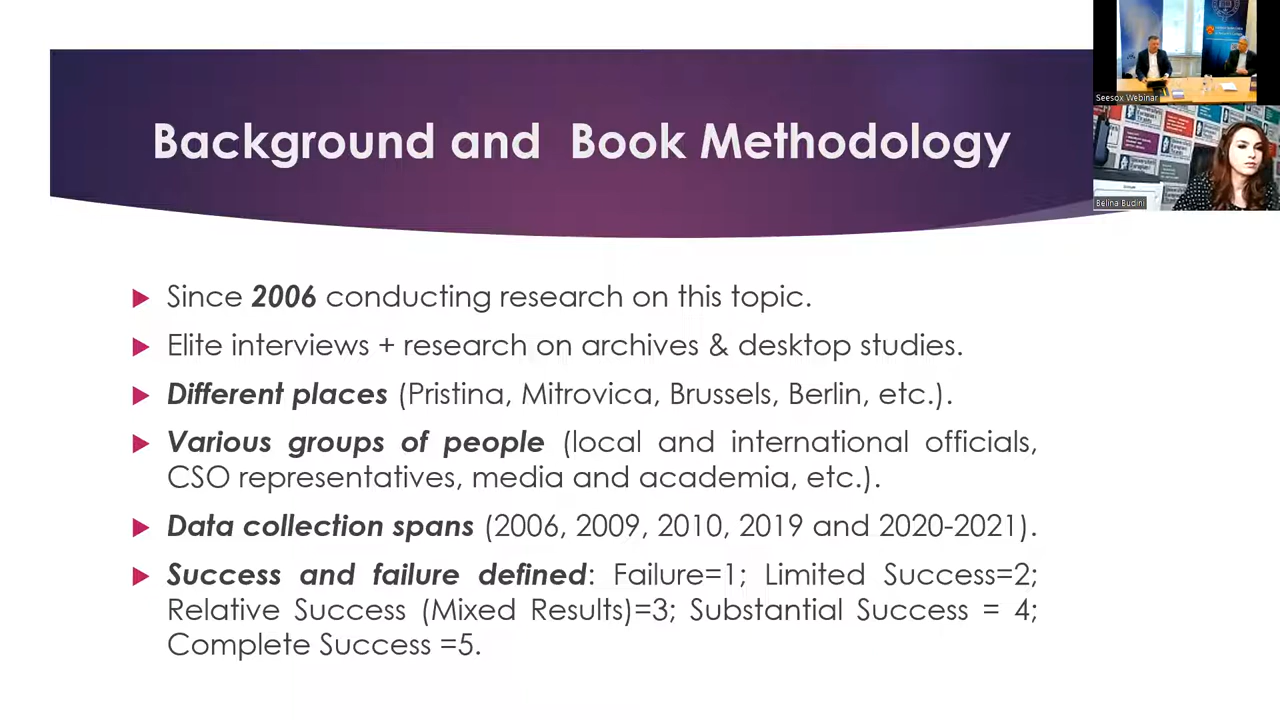 Background and Book Methodology
Since 2006 conducting research on this topic.
Elite interviews + research on archives & desktop studies.
Different places (Pristina, Mitrovica, Brussels, Berlin, etc.).
Various groups of people (local and international officials,
CSO representatives, media and academia, etc.).
Data collection spans (2006, 2009, 2010, 2019 and 2020-2021).
Success and failure defined: Failure=1; Limited Success=2;
Relative Success (Mixed Results)=3; Substantial Success = 4;
Complete Success =5.
Seesox Webinar
Belina Budini